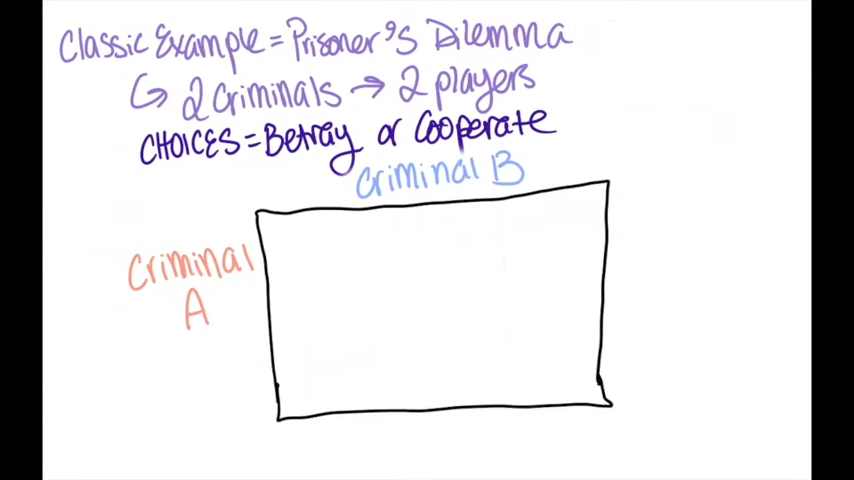 Classic Example = Prisoner's Dilemma
↪ 2 Criminals → 2 players
CHOICES = Betray or Cooperate
Criminal B
Criminal
A